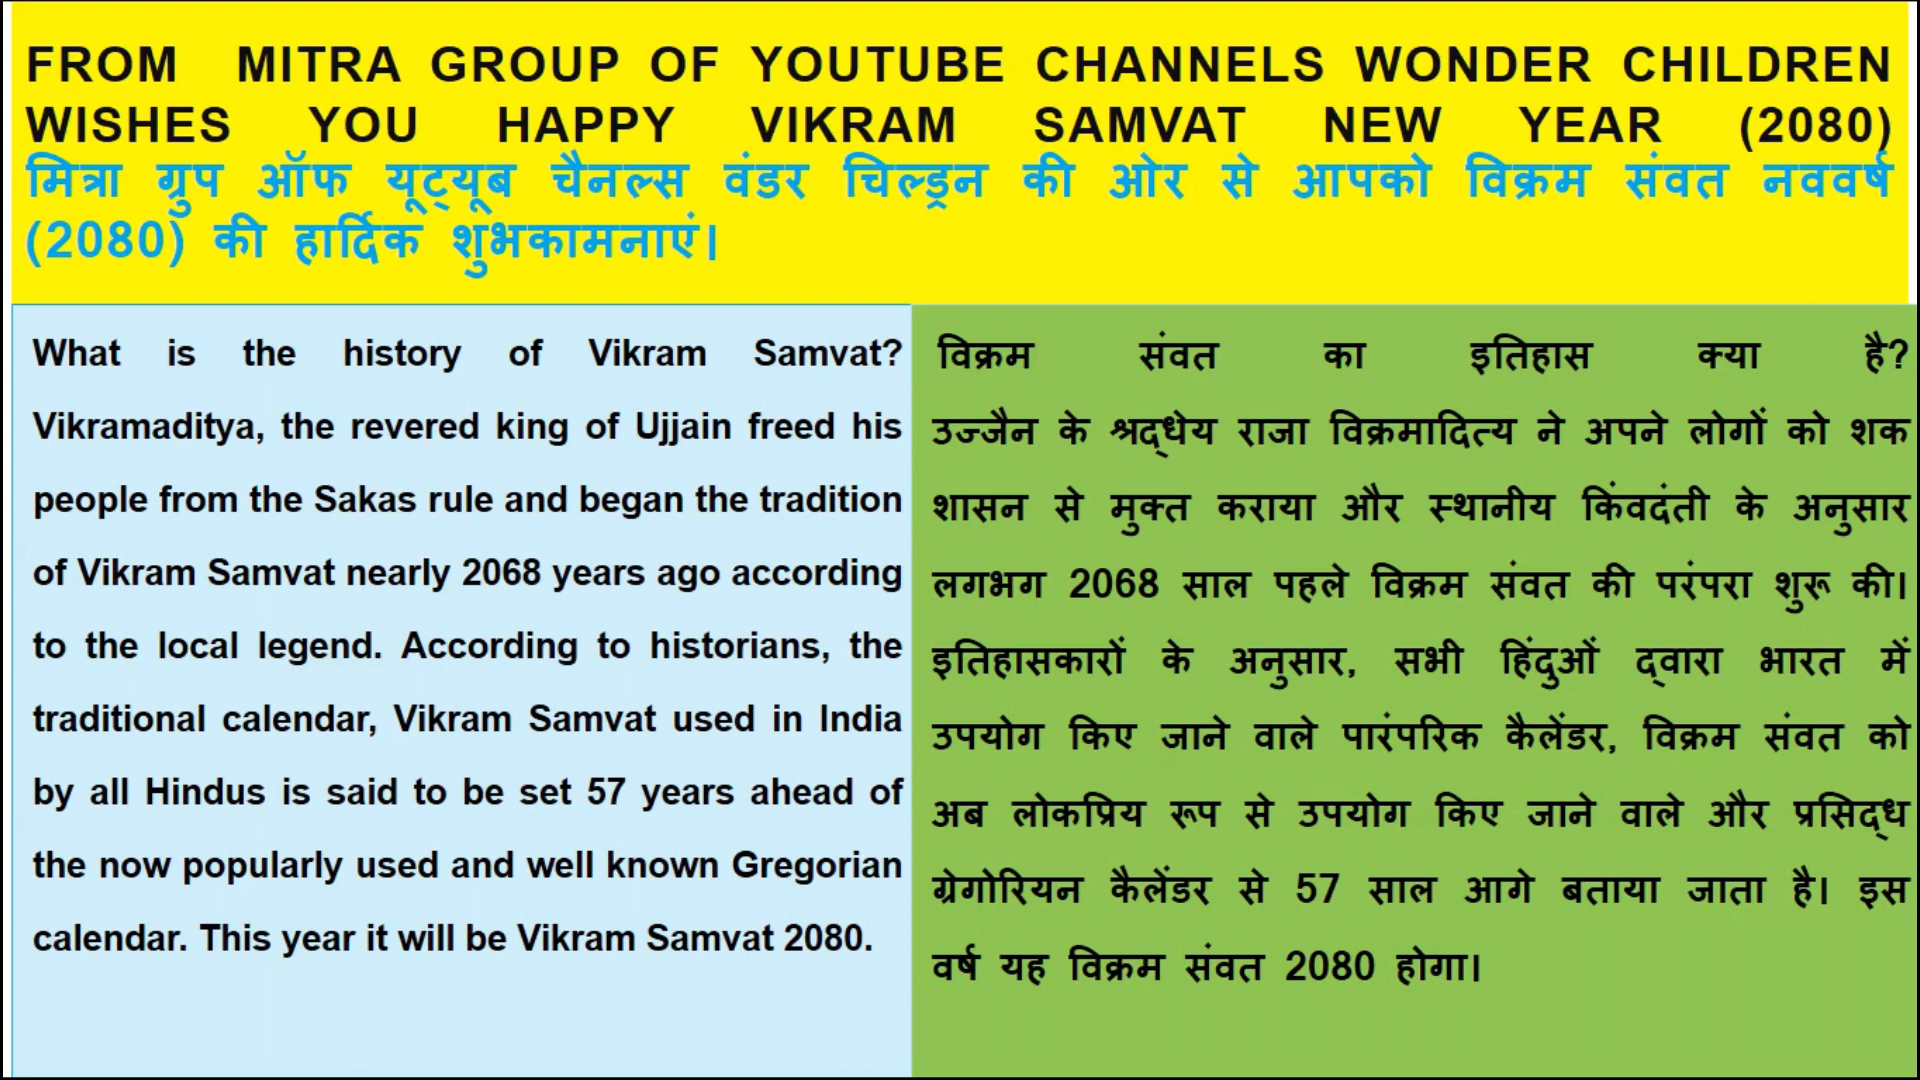 FROM MITRA GROUP OF YOUTUBE CHANNELS WONDER CHILDREN
WISHES YOU HAPPY VIKRAM SAMVAT NEW YEAR (2080)
मित्रा ग्रुप ऑफ यूट्यूब चैनल्स वंडर चिल्ड्रन की ओर से आपको विक्रम संवत नववर्ष
(2080) की हार्दिक शुभकामनाएं।
What is the history of Vikram Samvat?
Vikramaditya, the revered king of Ujjain freed his
people from the Sakas rule and began the tradition
of Vikram Samvat nearly 2068 years ago according
to the local legend. According to historians, the
traditional calendar, Vikram Samvat used in India
by all Hindus is said to be set 57 years ahead of
the now popularly used and well known Gregorian
calendar. This year it will be Vikram Samvat 2080.
विक्रम संवत का इतिहास क्या है?
उज्जैन के श्रद्धेय राजा विक्रमादित्य ने अपने लोगों को शक
शासन से मुक्त कराया और स्थानीय किंवदंती के अनुसार
लगभग 2068 साल पहले विक्रम संवत की परंपरा शुरू की।
इतिहासकारों के अनुसार, सभी हिंदुओं द्वारा भारत में
उपयोग किए जाने वाले पारंपरिक कैलेंडर, विक्रम संवत को
अब लोकप्रिय रूप से उपयोग किए जाने वाले और प्रसिद्ध
ग्रेगोरियन कैलेंडर से 57 साल आगे बताया जाता है। इस
वर्ष यह विक्रम संवत 2080 होगा।